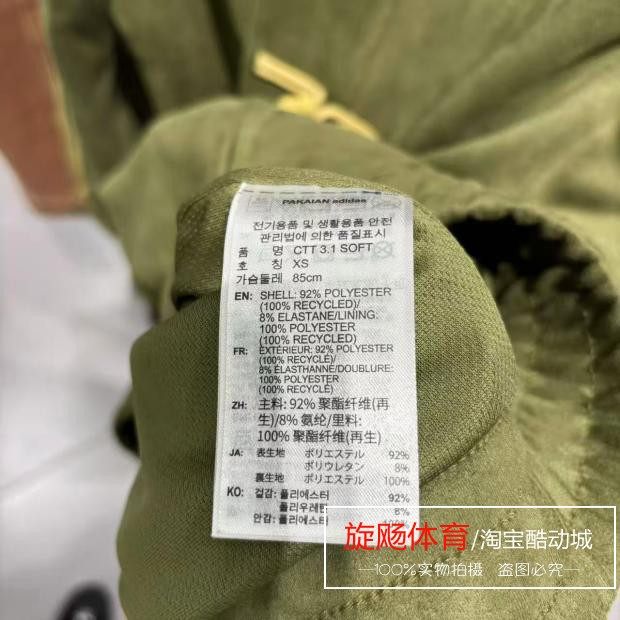 PAKAIAN adidas
전기용품 및 생활용품 안전
관리법에 의한 품질표시
품 명 CTT 3.1 SOFT
호 칭 XS
가슴둘레 85cm
EN: SHELL: 92% POLYESTER
(100% RECYCLED)/
8% ELASTANE/LINING:
100% POLYESTER
(100% RECYCLED)
FR: EXTÉRIEUR: 92% POLYESTER
(100% RECYCLÉ)/
8% ÉLASTHANNE/DOUBLURE:
100% POLYESTER
(100% RECYCLÉ)
ZH: 主料: 92% 聚酯纤维(再
生)/8% 氨纶/里料:
100% 聚酯纤维(再生)
JA: 表生地 ポリエステル 92%
ポリウレタン 8%
裏生地 ポリエステル 100%
KO: 겉감: 폴리에스터 92%
폴리우레탄 8%
안감: 폴리에스터
旋飏体育/淘宝酷动城
—100%实物拍摄 盗图必究—